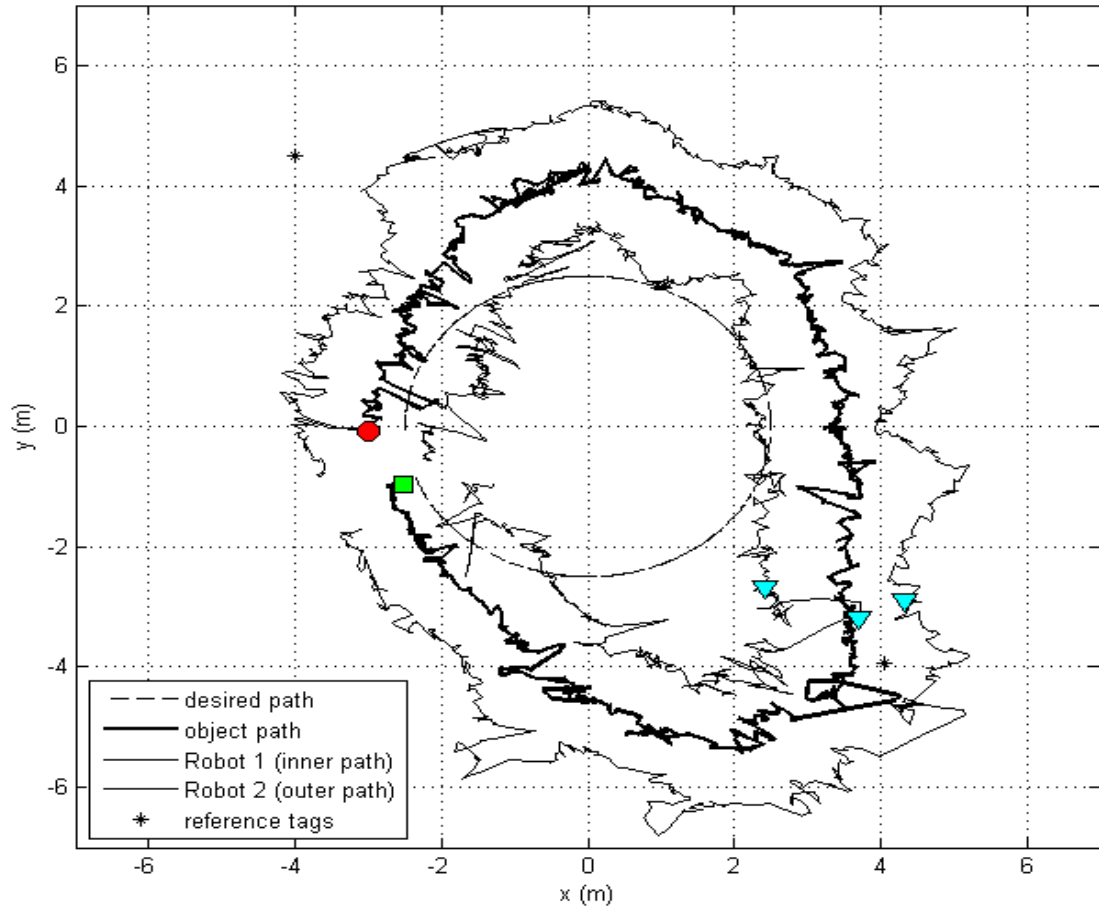 6
4
2
0
-2
-4
-6
y (m)
desired path
object path
Robot 1 (inner path)
Robot 2 (outer path)
reference tags
-6
-4
-2
0
2
4
6
x (m)